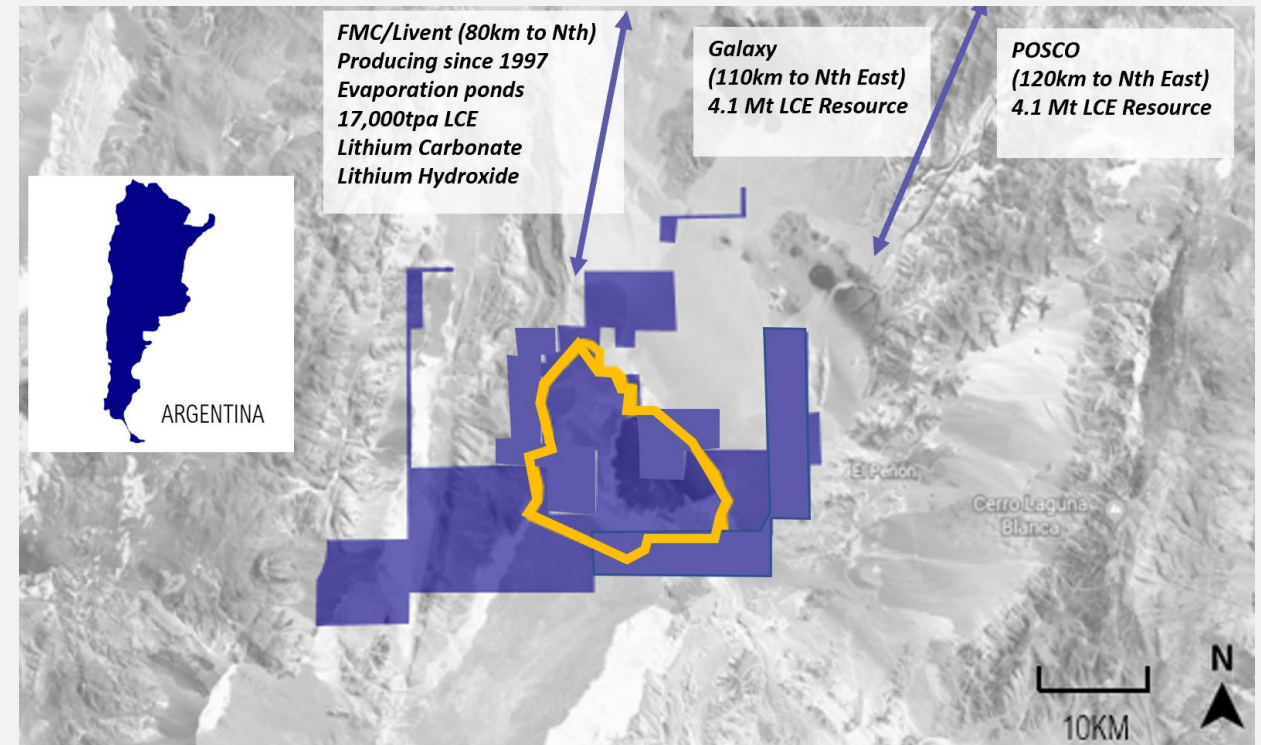 FMC/Livent (80km to Nth)
Producing since 1997
Evaporation ponds
17,000tpa LCE
Lithium Carbonate
Lithium Hydroxide
Galaxy
(110km to Nth East)
4.1 Mt LCE Resource
POSCO
(120km to Nth East)
4.1 Mt LCE Resource
ARGENTINA
El Peñón
Cerro Laguna
Blanca
N
10KM